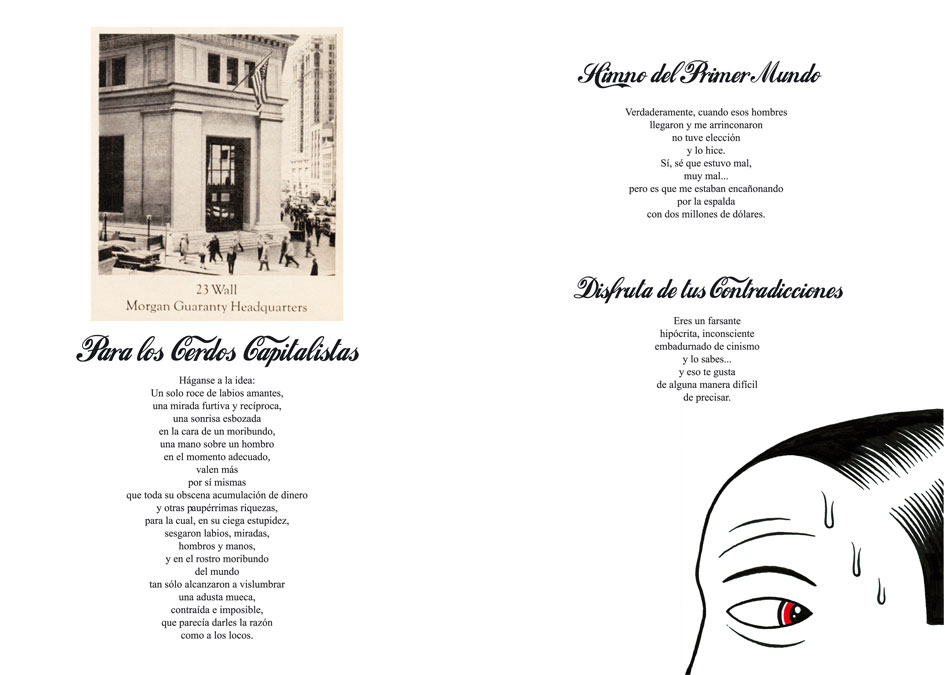 23 Wall
Morgan Guaranty Headquarters
Para los Cerdos Capitalistas
Háganse a la idea:
Un solo roce de labios amantes,
una mirada furtiva y recíproca,
una sonrisa esbozada
en la cara de un moribundo,
una mano sobre un hombro
en el momento adecuado,
valen más
por sí mismas
que toda su obscena acumulación de dinero
y otras paupérrimas riquezas,
para la cual, en su ciega estupidez,
sesgaron labios, miradas,
hombros y manos,
y en el rostro moribundo
del mundo
tan sólo alcanzaron a vislumbrar
una adusta mueca,
contraída e imposible,
que parecía darles la razón
como a los locos.
Himno del Primer Mundo
Verdaderamente, cuando esos hombres
llegaron y me arrinconaron
no tuve elección
y lo hice.
Sí, sé que estuvo mal,
muy mal...
pero es que me estaban encañonando
por la espalda
con dos millones de dólares.
Disfruta de tus Contradicciones
Eres un farsante
hipócrita, inconsciente
embadurnado de cinismo
y lo sabes...
y eso te gusta
de alguna manera difícil
de precisar.